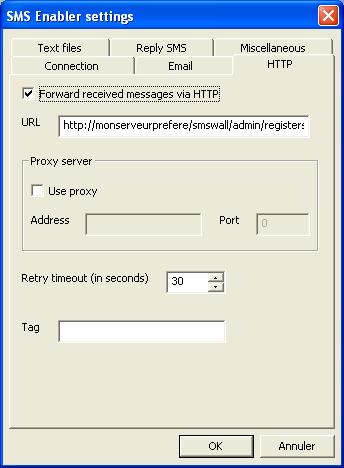 SMS Enabler settings
Text files Reply SMS Miscellaneous
Connection Email HTTP
Forward received messages via HTTP
URL http://monserveurprefere/smswall/admin/registers
Proxy server
Use proxy
Address Port 0
Retry timeout (in seconds) 30
Tag
OK Annuler